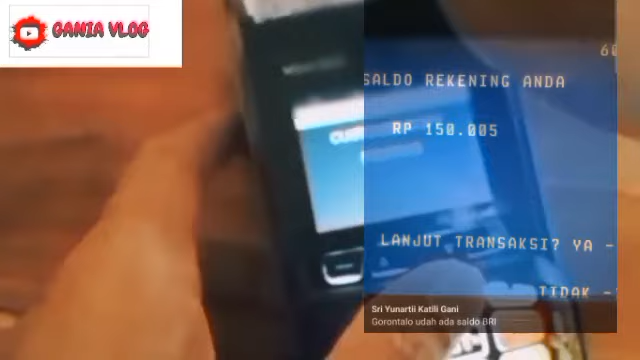 GANIA VLOG
SALDO REKENING ANDA
RP 150.005
LANJUT TRANSAKSI? YA -
TIDAK -
Sri Yunartii Katili Gani
Gorontalo udah ada saldo BRI